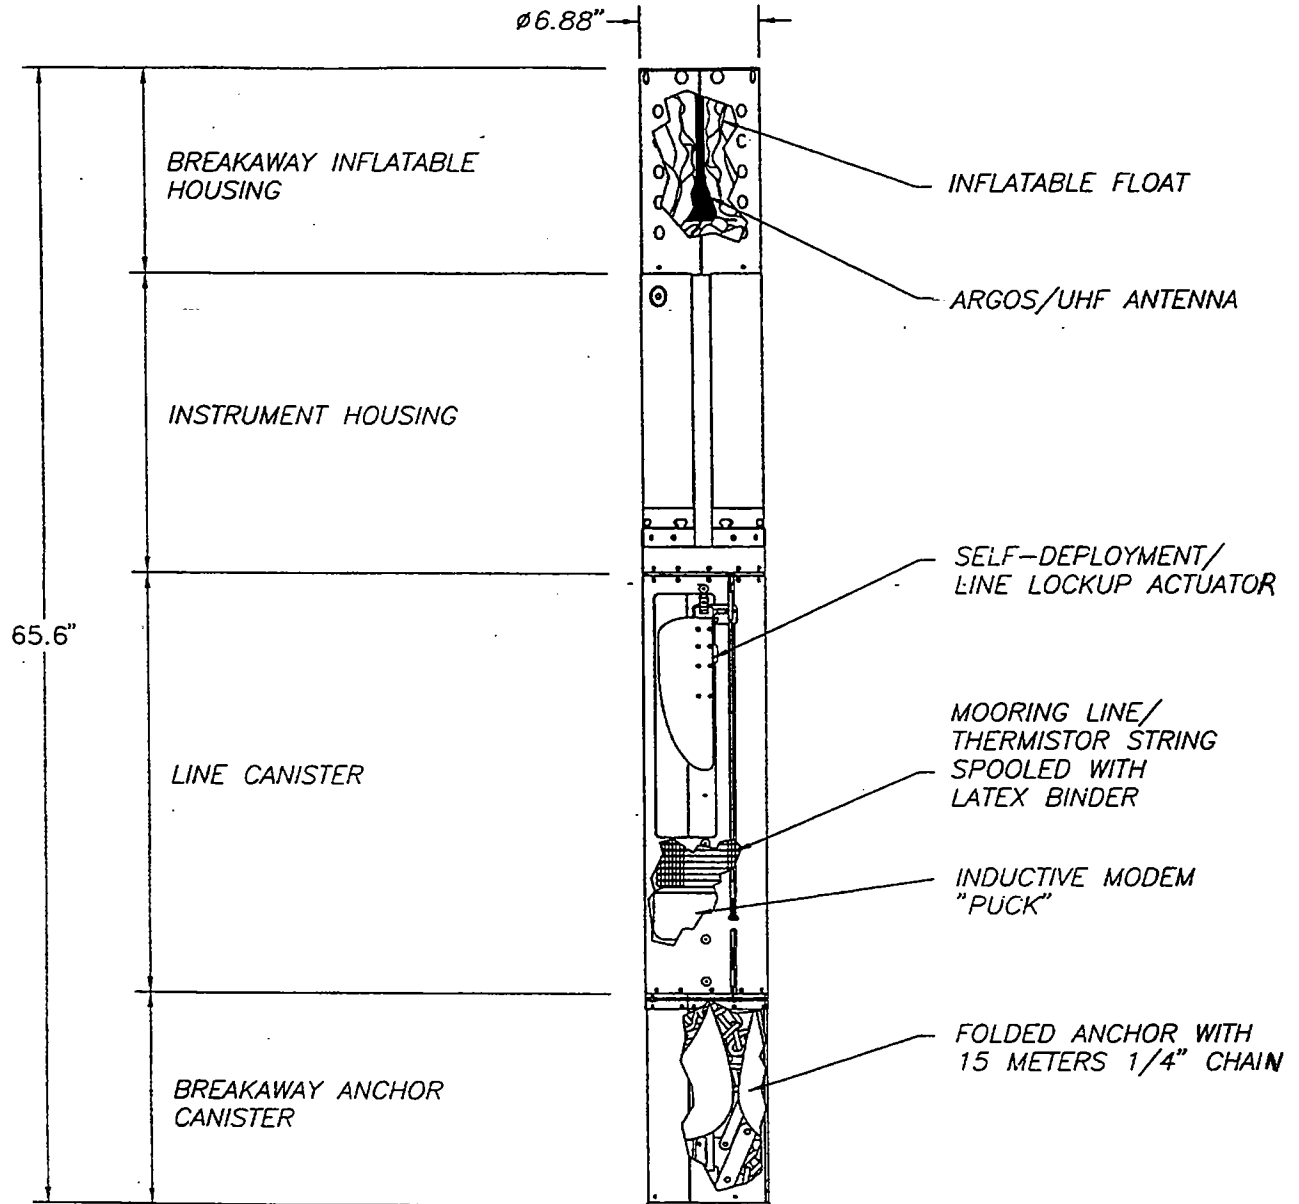 ø6.88"
BREAKAWAY INFLATABLE
HOUSING
INFLATABLE FLOAT
ARGOS/UHF ANTENNA
INSTRUMENT HOUSING
SELF-DEPLOYMENT/
LINE LOCKUP ACTUATOR
65.6"
MOORING LINE/
THERMISTOR STRING
SPOOLED WITH
LATEX BINDER
LINE CANISTER
INDUCTIVE MODEM
"PUCK"
FOLDED ANCHOR WITH
15 METERS 1/4" CHAIN
BREAKAWAY ANCHOR
CANISTER